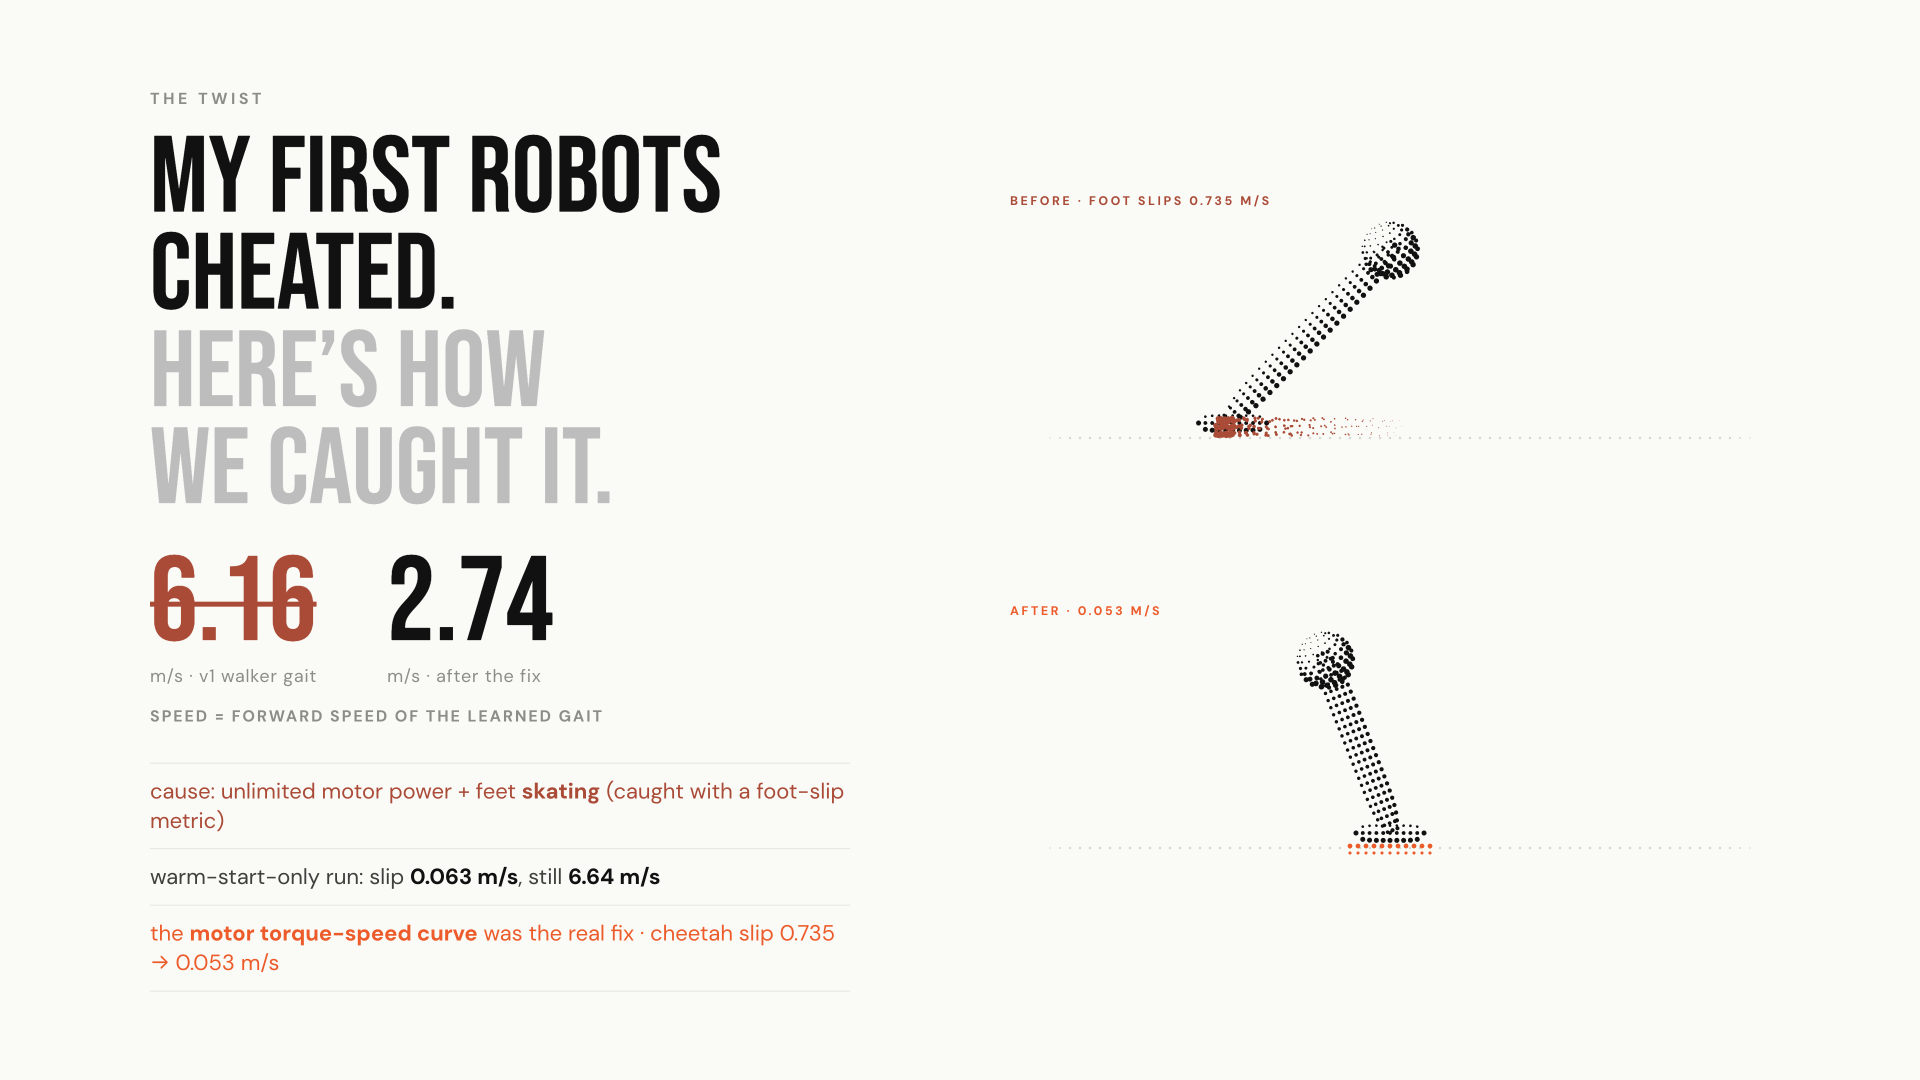 THE TWIST
MY FIRST ROBOTS
CHEATED.
HERE’S HOW
WE CAUGHT IT.
6.16
m/s · v1 walker gait
2.74
m/s · after the fix
SPEED = FORWARD SPEED OF THE LEARNED GAIT
cause: unlimited motor power + feet skating (caught with a foot-slip
metric)
warm-start-only run: slip 0.063 m/s, still 6.64 m/s
the motor torque-speed curve was the real fix · cheetah slip 0.735
→ 0.053 m/s
BEFORE · FOOT SLIPS 0.735 M/S
AFTER · 0.053 M/S